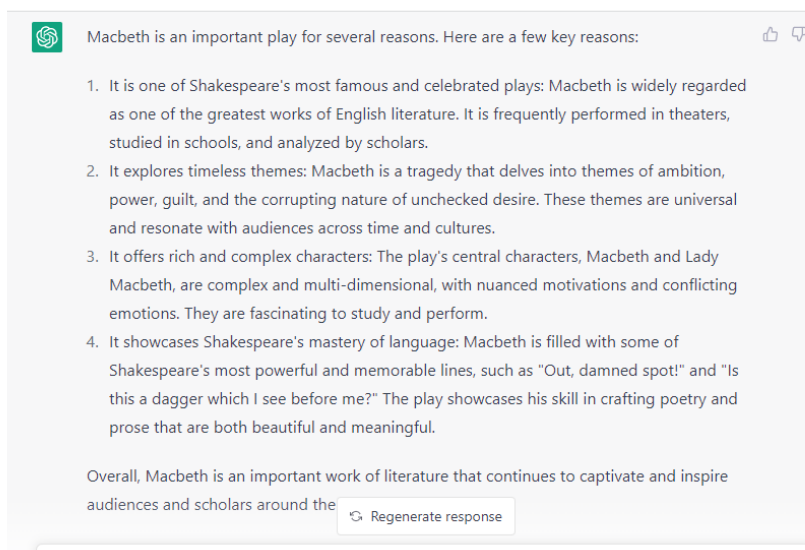 Macbeth is an important play for several reasons. Here are a few key reasons:
1. It is one of Shakespeare's most famous and celebrated plays: Macbeth is widely regarded
as one of the greatest works of English literature. It is frequently performed in theaters,
studied in schools, and analyzed by scholars.
2. It explores timeless themes: Macbeth is a tragedy that delves into themes of ambition,
power, guilt, and the corrupting nature of unchecked desire. These themes are universal
and resonate with audiences across time and cultures.
3. It offers rich and complex characters: The play's central characters, Macbeth and Lady
Macbeth, are complex and multi-dimensional, with nuanced motivations and conflicting
emotions. They are fascinating to study and perform.
4. It showcases Shakespeare's mastery of language: Macbeth is filled with some of
Shakespeare's most powerful and memorable lines, such as "Out, damned spot!" and "Is
this a dagger which I see before me?" The play showcases his skill in crafting poetry and
prose that are both beautiful and meaningful.
Overall, Macbeth is an important work of literature that continues to captivate and inspire
audiences and scholars around the
Regenerate response